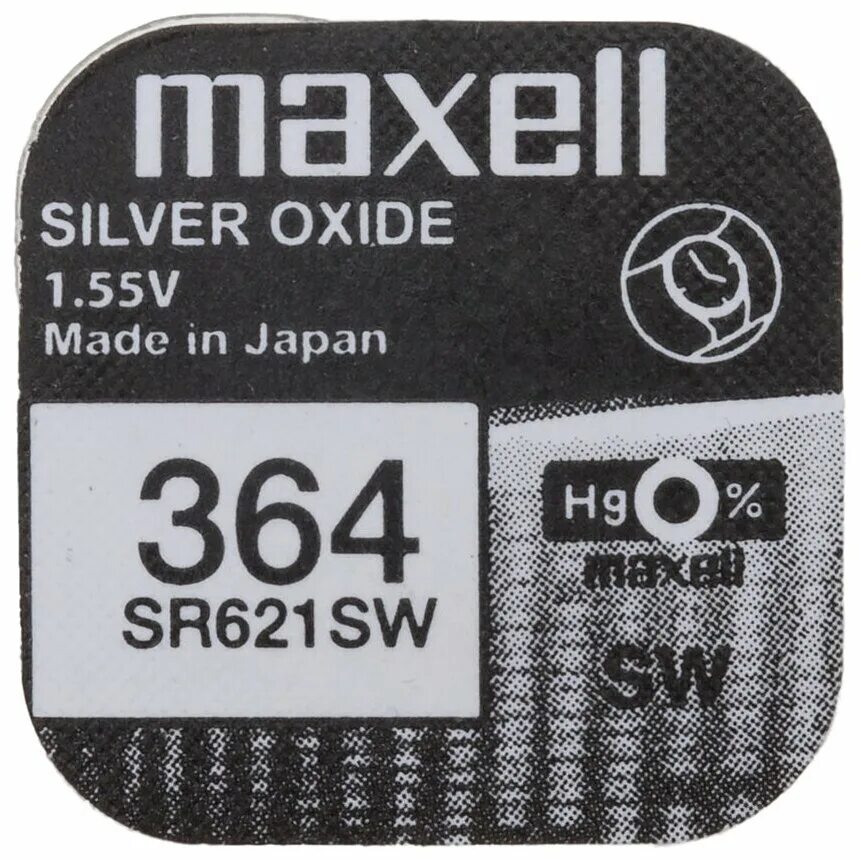 maxell
SILVER OXIDE
1.55V
Made in Japan
364
SR621SW
Hg 0 %
maxell
SW